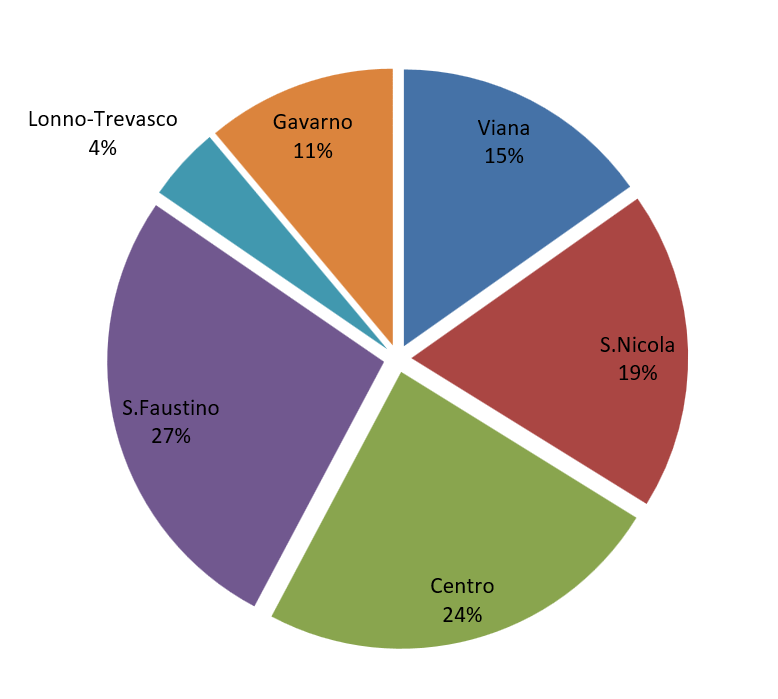 Lonno-Trevasco
4%
Gavarno
11%
Viana
15%
S.Nicola
19%
S.Faustino
27%
Centro
24%